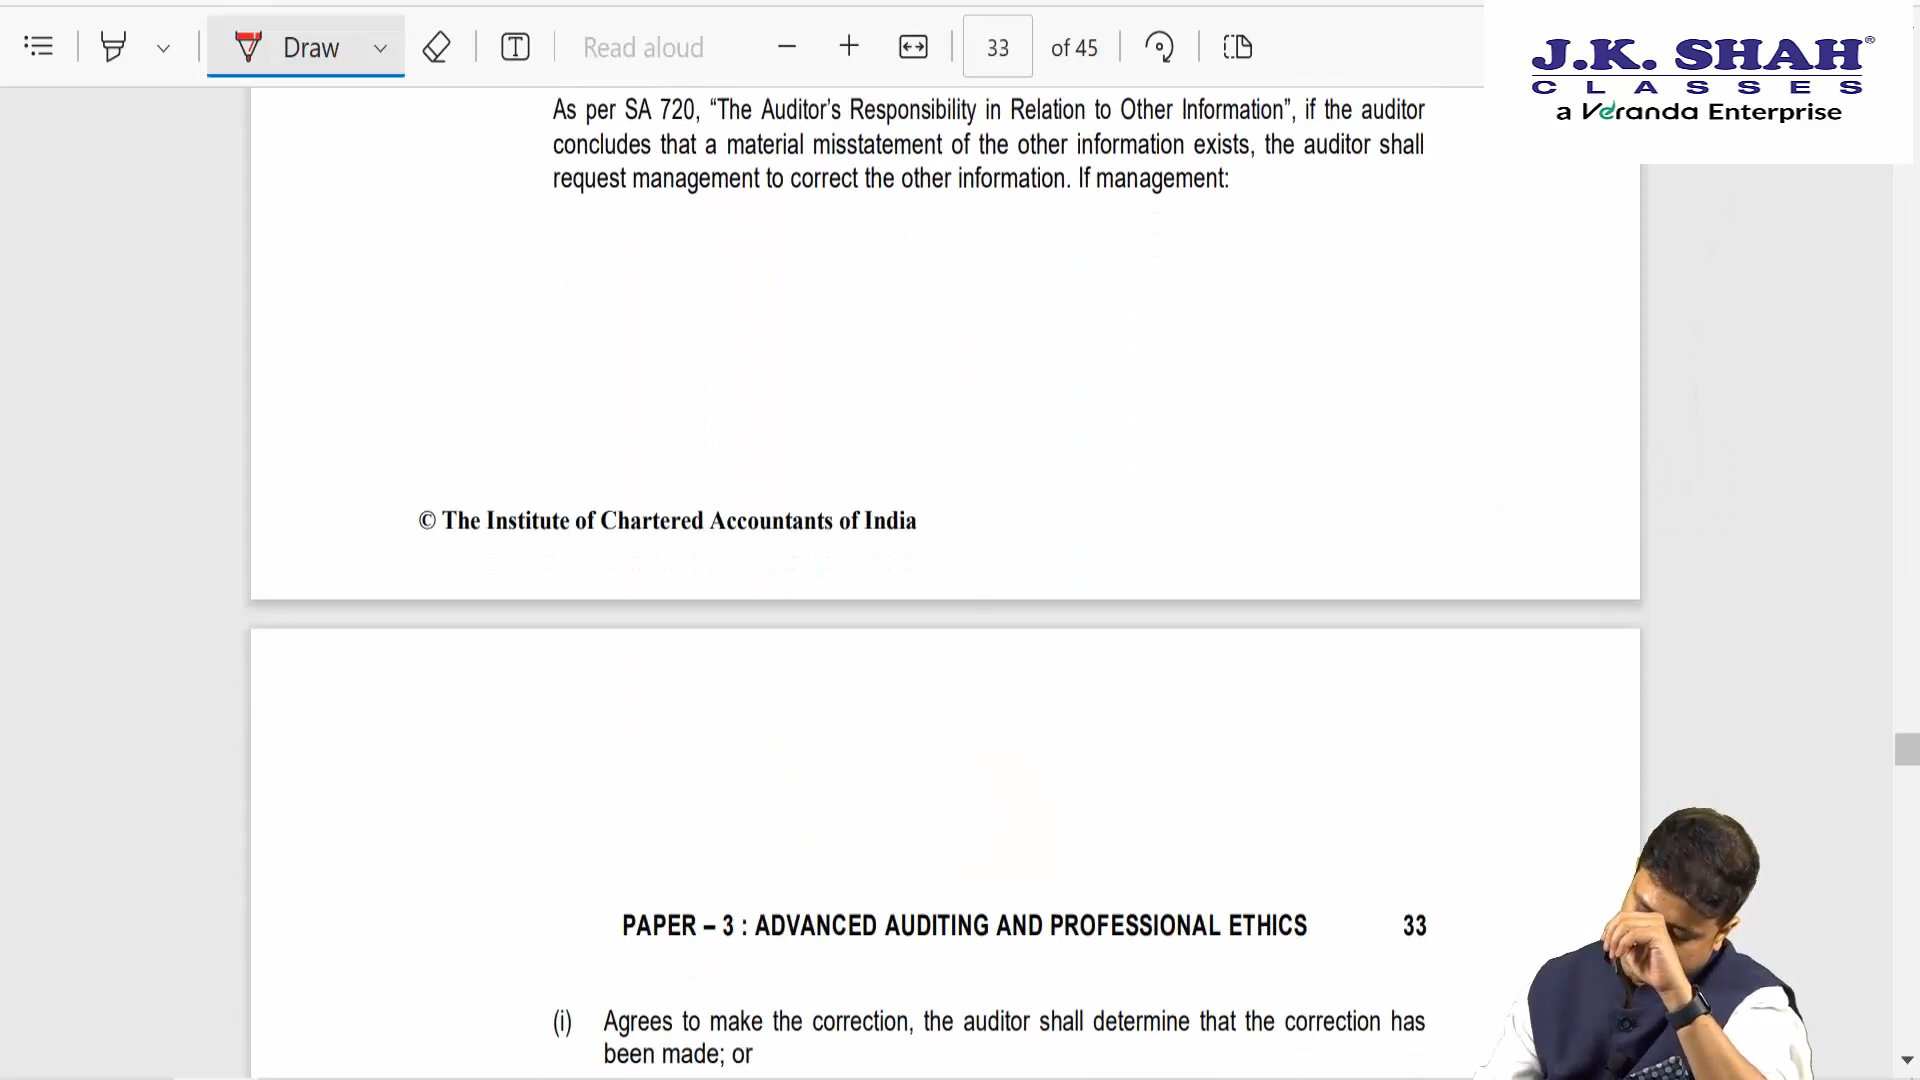 Draw
Read aloud
33
of 45
J.K. SHAH®
CLASSES
a Veranda Enterprise
As per SA 720, “The Auditor’s Responsibility in Relation to Other Information”, if the auditor
concludes that a material misstatement of the other information exists, the auditor shall
request management to correct the other information. If management:
© The Institute of Chartered Accountants of India
PAPER – 3 : ADVANCED AUDITING AND PROFESSIONAL ETHICS 33
(i) Agrees to make the correction, the auditor shall determine that the correction has
been made; or